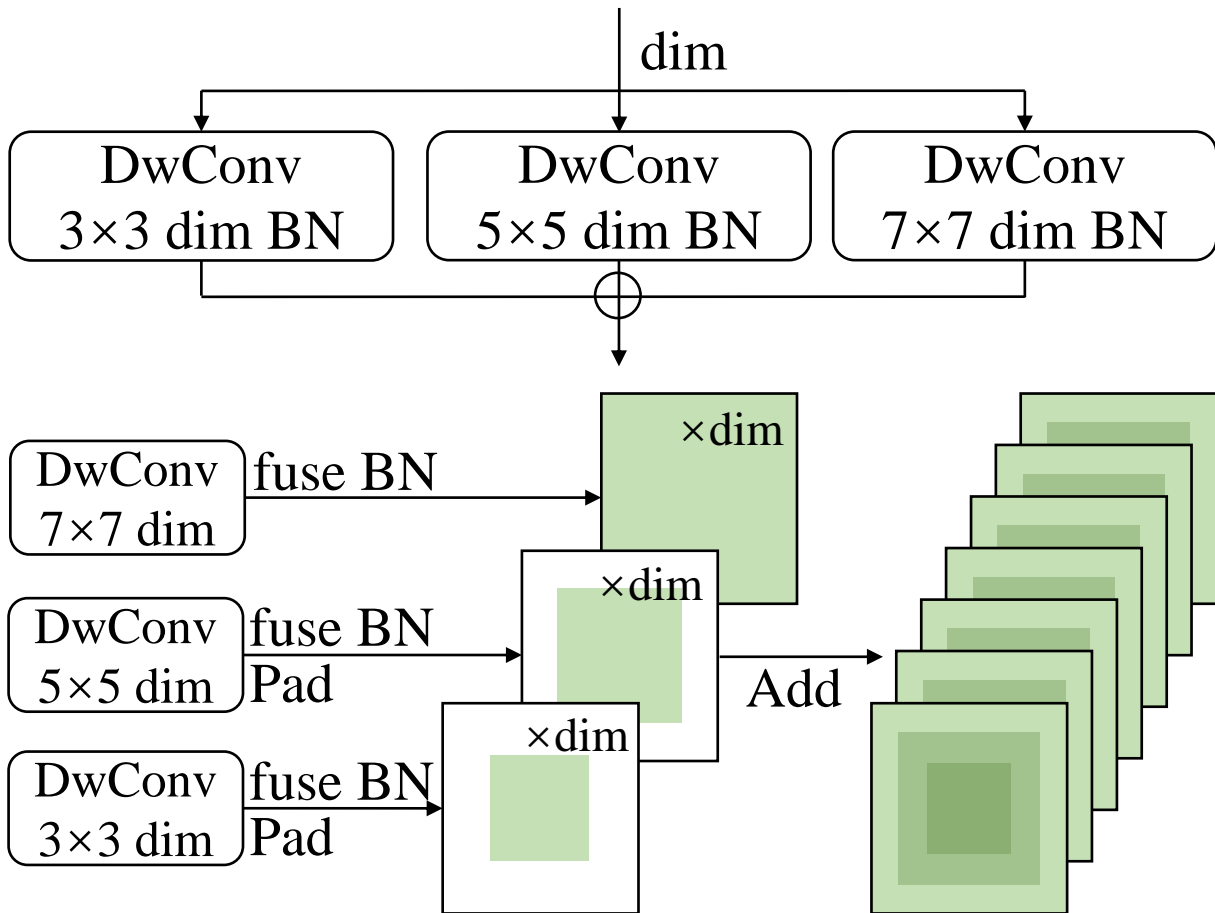 dim
DwConv
3×3 dim BN
DwConv
5×5 dim BN
DwConv
7×7 dim BN
DwConv
7×7 dim
fuse BN
×dim
DwConv
5×5 dim
fuse BN
Pad
×dim
Add
DwConv
3×3 dim
fuse BN
Pad
×dim